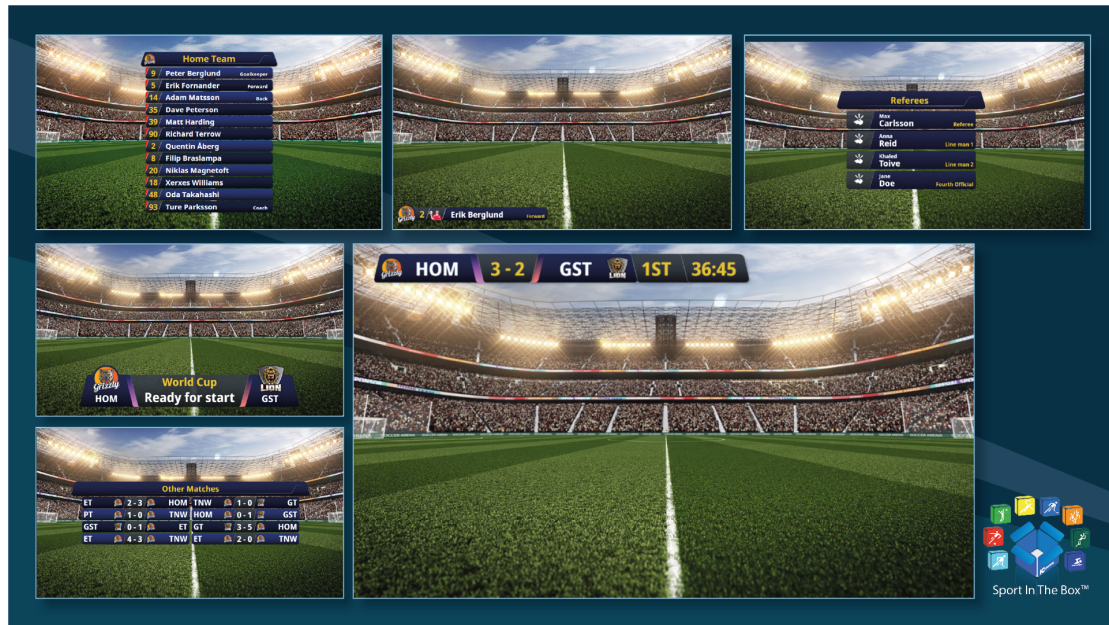 Home Team
9 Peter Berglund Goalkeeper
5 Erik Fornander Forward
14 Adam Matsson Back
35 Dave Peterson
39 Matt Harding
90 Richard Terrow
2 Quentin Åberg
8 Filip Braslampa
20 Niklas Magnetoft
18 Xerxes Williams
48 Oda Takahashi
93 Ture Parksson Coach
Grizzly 2 Erik Berglund Forward
Referees
Max
Carlsson Referee
Anna
Reid Line man 1
Khaled
Toive Line man 2
Jane
Doe Fourth Official
Grizzly World Cup LION
HOM Ready for start GST
Grizzly HOM 3 - 2 GST LION 1ST 36:45
Other Matches
ET 2 - 3 HOM TNW 1 - 0 GT
PT 1 - 0 TNW HOM 0 - 1 GST
GST 0 - 1 ET GT 3 - 5 HOM
ET 4 - 3 TNW ET 2 - 0 TNW
Sport In The Box™